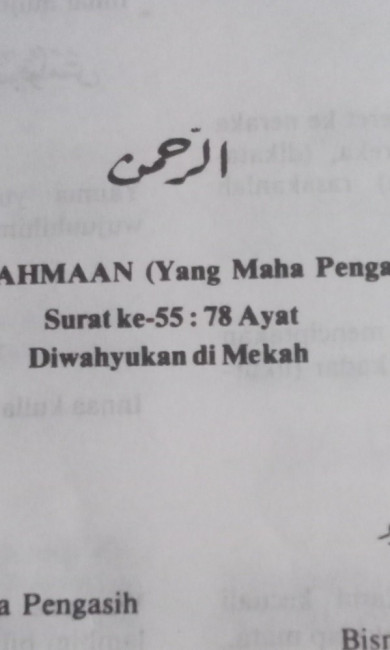 الرحمن
AHMAAN (Yang Maha Penga
Surat ke-55 : 78 Ayat
Diwahyukan di Mekah
a Pengasih
Bisr